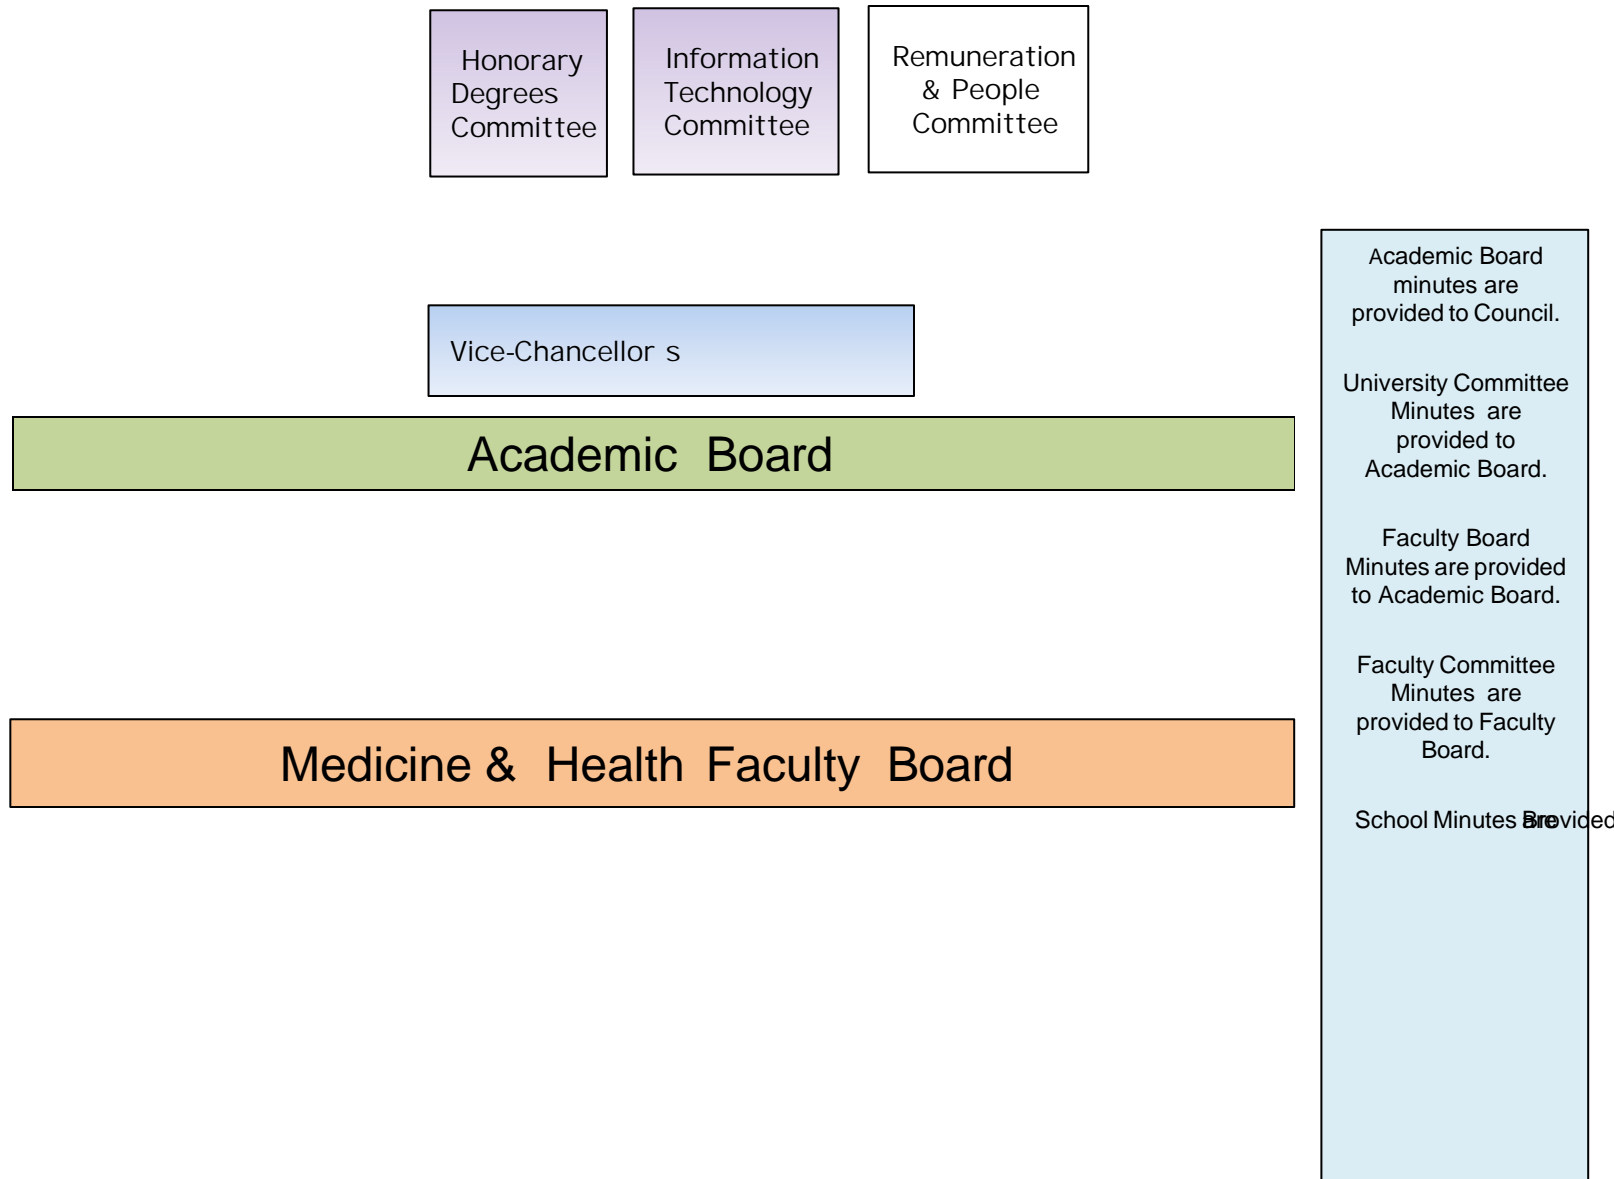 Honorary
Degrees
Committee
Information
Technology
Committee
Remuneration
& People
Committee
Vice-Chancellor s
Academic Board
Medicine & Health Faculty Board
Academic Board
minutes are
provided to Council.
University Committee
Minutes are
provided to
Academic Board.
Faculty Board
Minutes are provided
to Academic Board.
Faculty Committee
Minutes are
provided to Faculty
Board.
School Minutes